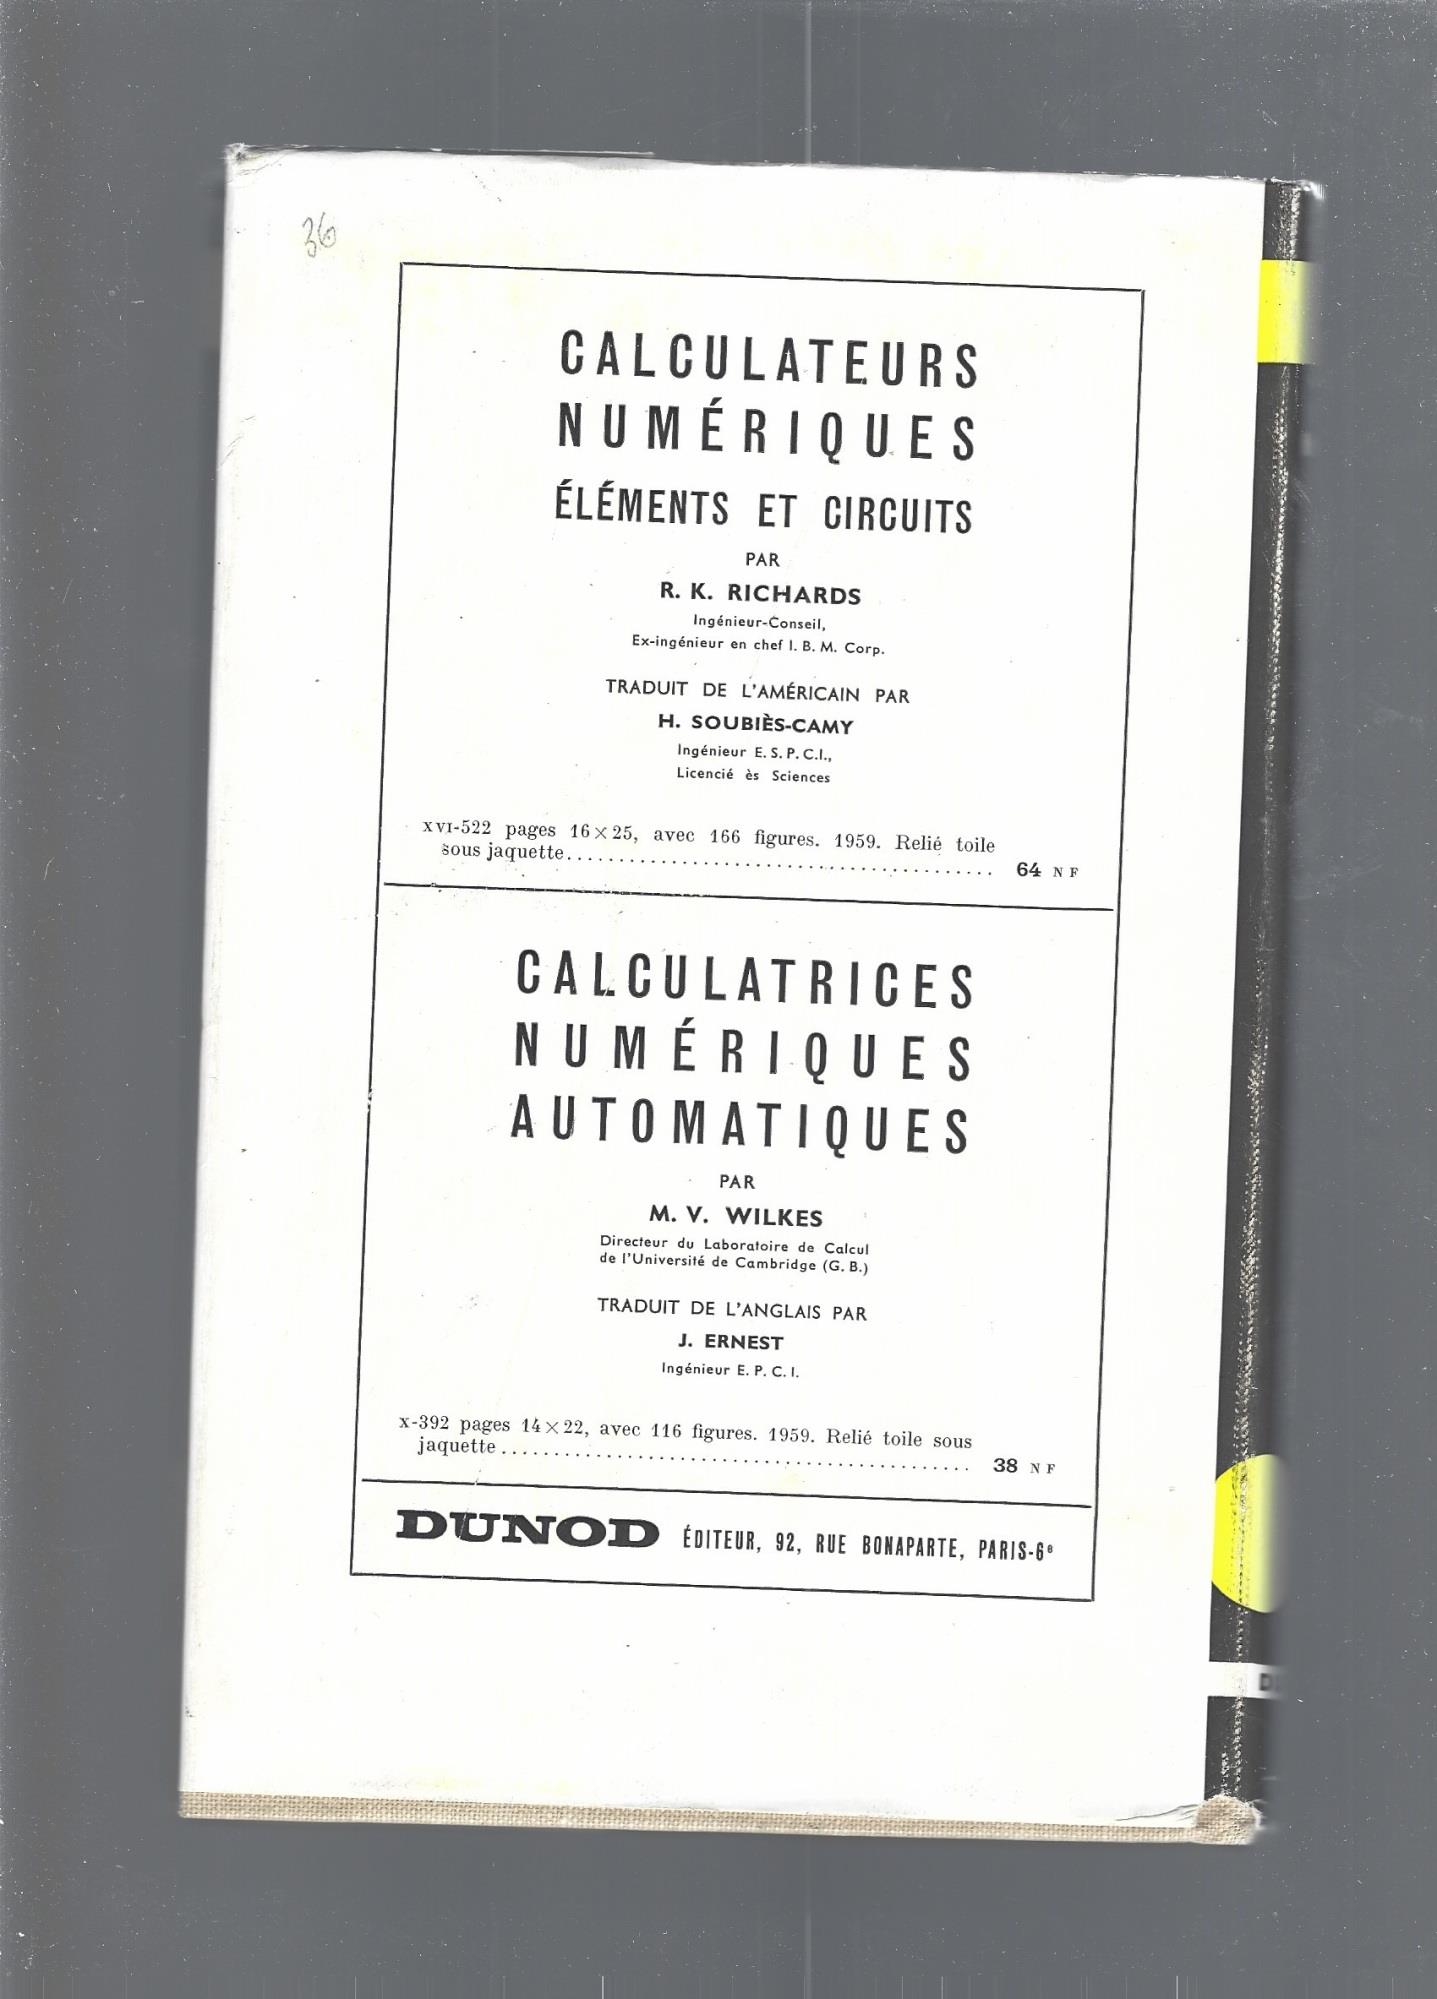 36
CALCULATEURS
NUMÉRIQUES
ÉLÉMENTS ET CIRCUITS
PAR
R. K. RICHARDS
Ingénieur-Conseil,
Ex-ingénieur en chef I. B. M. Corp.
TRADUIT DE L'AMÉRICAIN PAR
H. SOUBIÈS-CAMY
Ingénieur E. S. P. C.I.,
Licencié ès Sciences
XVI-522 pages 16 × 25, avec 166 figures. 1959. Relié toile
sous jaquette......................................... 64 NF
CALCULATRICES
NUMÉRIQUES
AUTOMATIQUES
PAR
M. V. WILKES
Directeur du Laboratoire de Calcul
de l'Université de Cambridge (G. B.)
TRADUIT DE L'ANGLAIS PAR
J. ERNEST
Ingénieur E. P. C. I.
X-392 pages 14 × 22, avec 116 figures. 1959. Relié toile sous
jaquette............................................. 38 NF
DUNOD ÉDITEUR, 92, RUE BONAPARTE, PARIS-6e